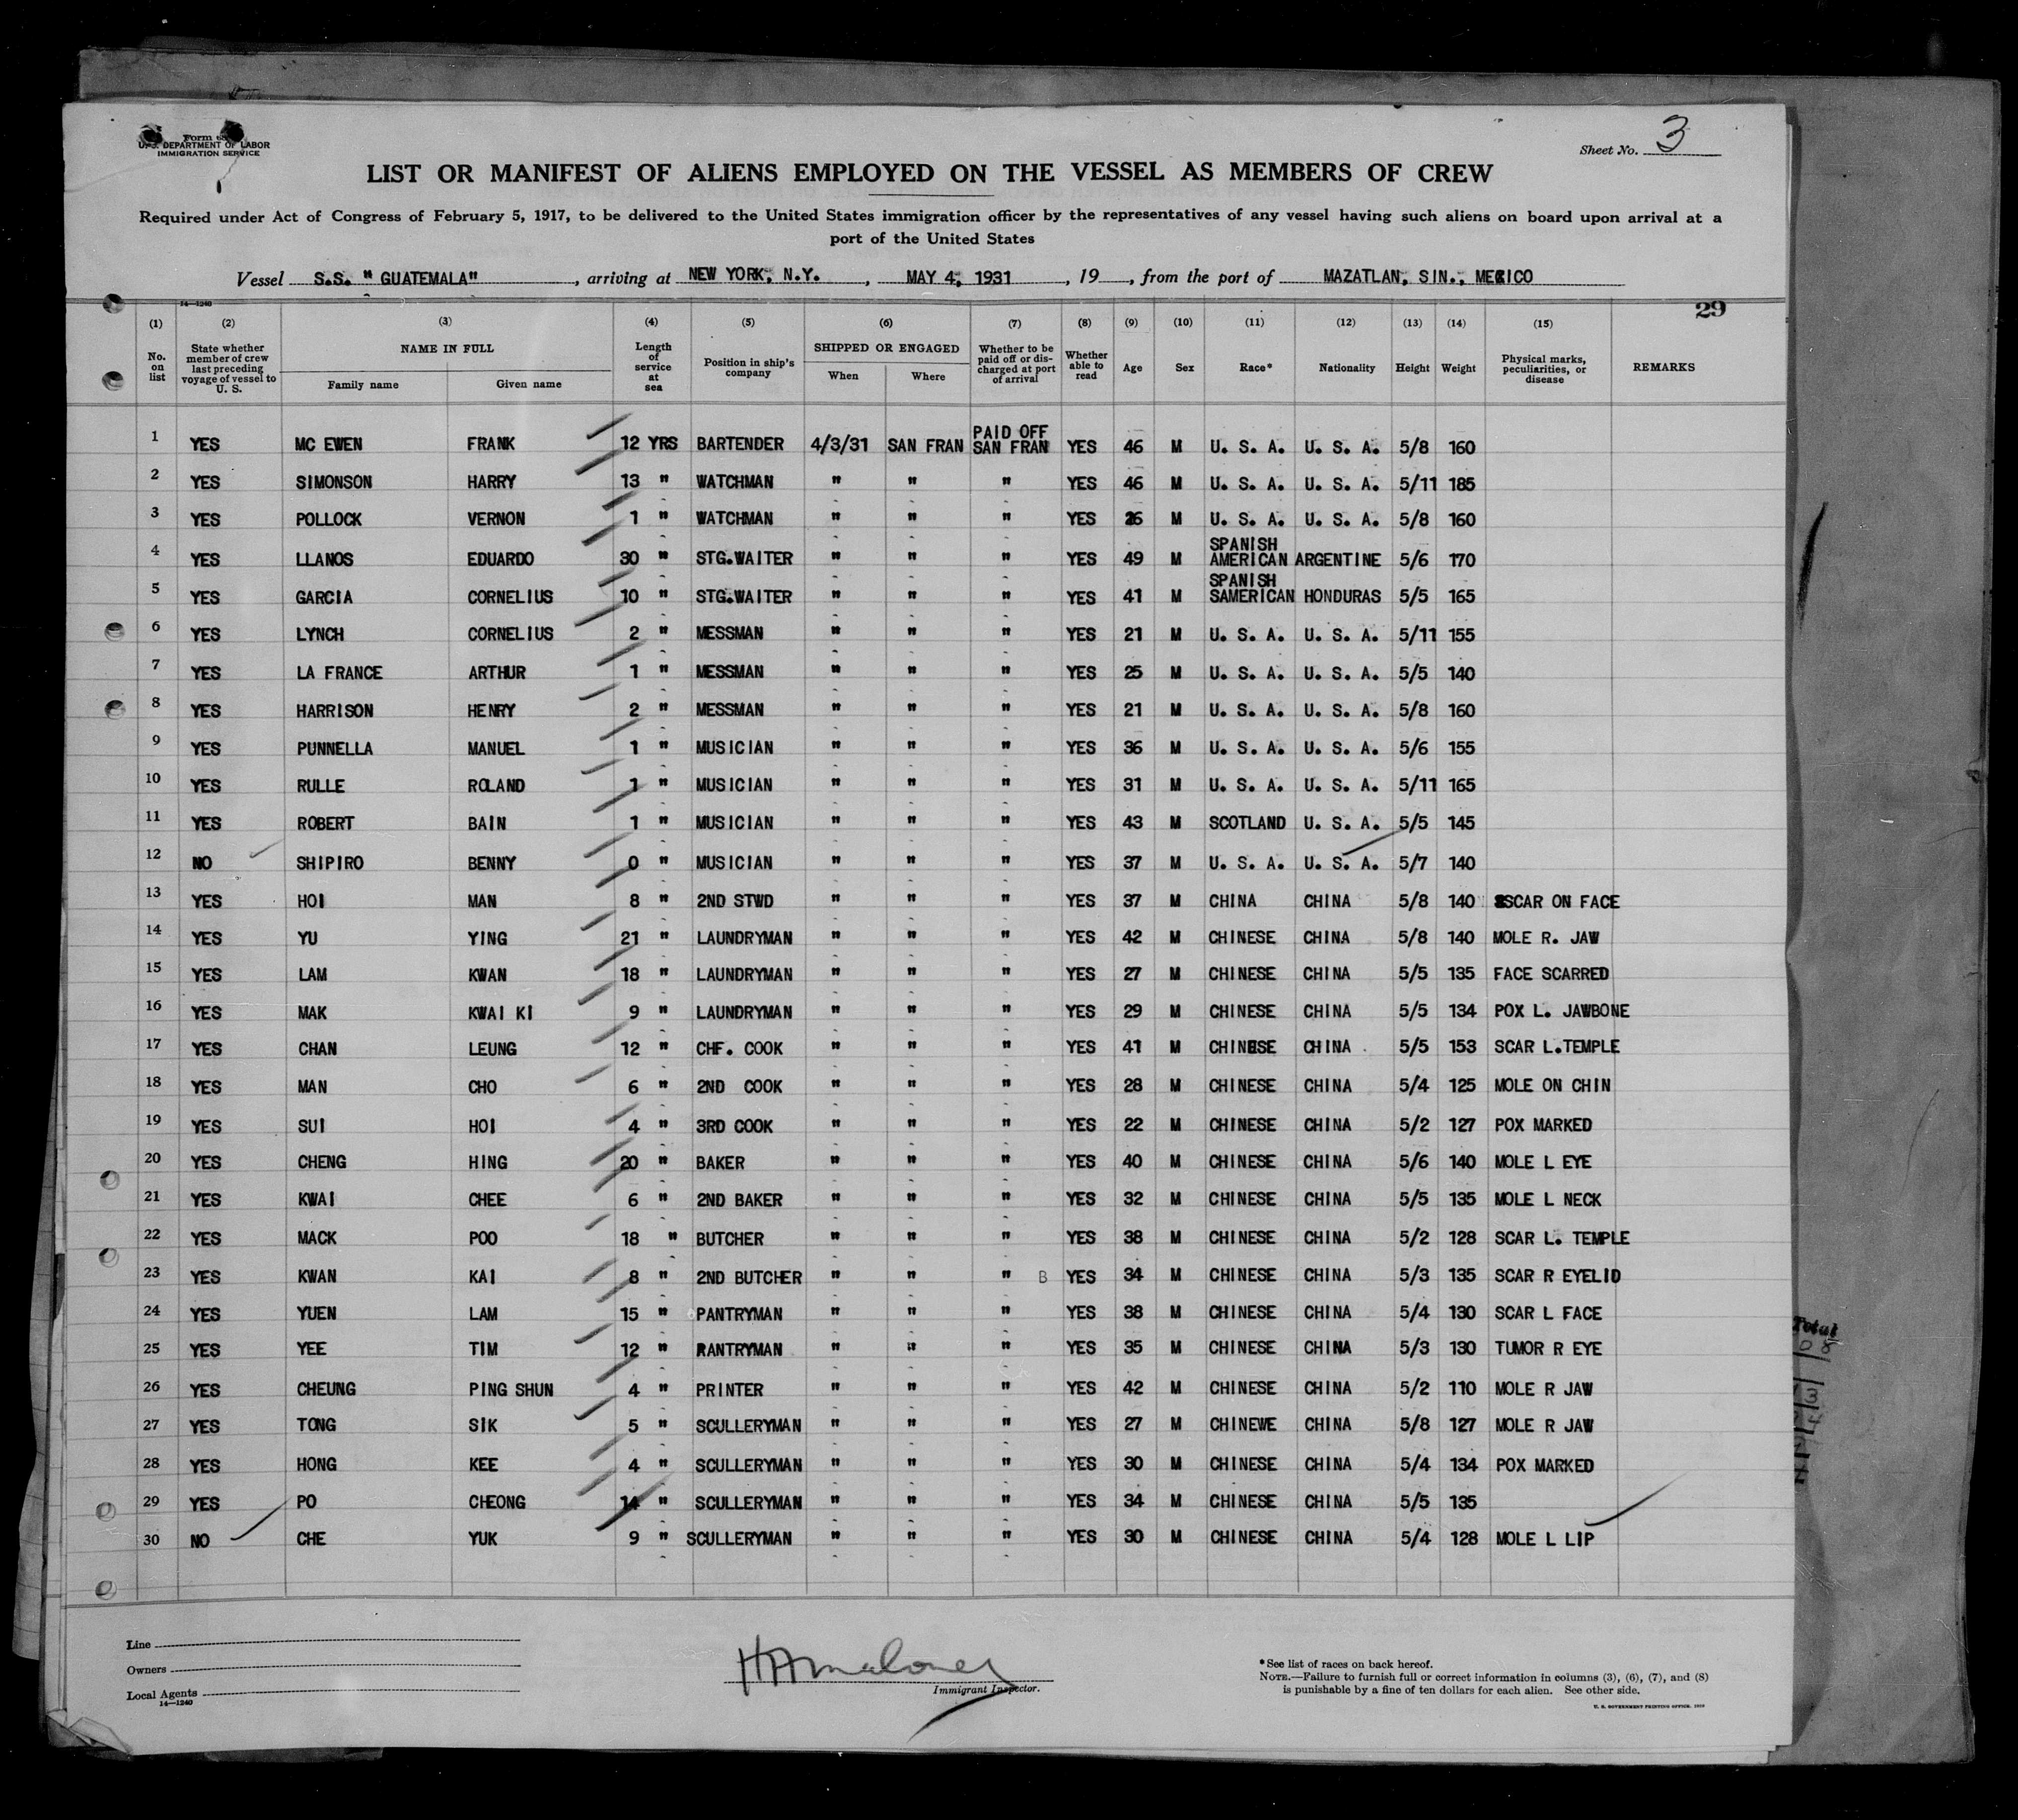 Form
U. S. DEPARTMENT OF LABOR
IMMIGRATION SERVICE
Sheet No. 3
LIST OR MANIFEST OF ALIENS EMPLOYED ON THE VESSEL AS MEMBERS OF CREW
Required under Act of Congress of February 5, 1917, to be delivered to the United States immigration officer by the representatives of any vessel having such aliens on board upon arrival at a
port of the United States
Vessel S.S. "GUATEMALA", arriving at NEW YORK, N.Y., MAY 4, 1931, 19, from the port of MAZATLAN, SIN., MEXICO
14-1240
29
(1) (2) (3) (4) (5) (6) (7) (8) (9) (10) (11) (12) (13) (14) (15)
No. on list State whether member of crew last preceding voyage of vessel to U. S. NAME IN FULL Family name Given name Length of service at sea Position in ship's company SHIPPED OR ENGAGED When Where Whether to be paid off or discharged at port of arrival Whether able to read Age Sex Race* Nationality Height Weight Physical marks, peculiarities, or disease REMARKS
1 YES MC EWEN FRANK 12 YRS BARTENDER 4/3/31 SAN FRAN PAID OFF SAN FRAN YES 46 M U. S. A. U. S. A. 5/8 160
2 YES SIMONSON HARRY 13 " WATCHMAN " " " YES 46 M U. S. A. U. S. A. 5/11 185
3 YES POLLOCK VERNON 1 " WATCHMAN " " " YES 26 M U. S. A. U. S. A. 5/8 160
4 YES LLANOS EDUARDO 30 " STG.WAITER " " " YES 49 M SPANISH AMERICAN ARGENTINE 5/6 170
5 YES GARCIA CORNELIUS 10 " STG.WAITER " " " YES 41 M SPANISH SAMERICAN HONDURAS 5/5 165
6 YES LYNCH CORNELIUS 2 " MESSMAN " " " YES 21 M U. S. A. U. S. A. 5/11 155
7 YES LA FRANCE ARTHUR 1 " MESSMAN " " " YES 25 M U. S. A. U. S. A. 5/5 140
8 YES HARRISON HENRY 2 " MESSMAN " " " YES 21 M U. S. A. U. S. A. 5/8 160
9 YES PUNNELLA MANUEL 1 " MUSICIAN " " " YES 36 M U. S. A. U. S. A. 5/6 155
10 YES RULLE ROLAND 1 " MUSICIAN " " " YES 31 M U. S. A. U. S. A. 5/11 165
11 YES ROBERT BAIN 1 " MUSICIAN " " " YES 43 M SCOTLAND U. S. A. 5/5 145
12 NO SHIPIRO BENNY 0 " MUSICIAN " " " YES 37 M U. S. A. U. S. A. 5/7 140
13 YES HOI MAN 8 " 2ND STWD " " " YES 37 M CHINA CHINA 5/8 140 SCAR ON FACE
14 YES YU YING 21 " LAUNDRYMAN " " " YES 42 M CHINESE CHINA 5/8 140 MOLE R. JAW
15 YES LAM KWAN 18 " LAUNDRYMAN " " " YES 27 M CHINESE CHINA 5/5 135 FACE SCARRED
16 YES MAK KWAI KI 9 " LAUNDRYMAN " " " YES 29 M CHINESE CHINA 5/5 134 POX L. JAWBONE
17 YES CHAN LEUNG 12 " CHF. COOK " " " YES 41 M CHINESE CHINA 5/5 153 SCAR L.TEMPLE
18 YES MAN CHO 6 " 2ND COOK " " " YES 28 M CHINESE CHINA 5/4 125 MOLE ON CHIN
19 YES SUI HOI 4 " 3RD COOK " " " YES 22 M CHINESE CHINA 5/2 127 POX MARKED
20 YES CHENG HING 20 " BAKER " " " YES 40 M CHINESE CHINA 5/6 140 MOLE L EYE
21 YES KWAI CHEE 6 " 2ND BAKER " " " YES 32 M CHINESE CHINA 5/5 135 MOLE L NECK
22 YES MACK POO 18 " BUTCHER " " " YES 38 M CHINESE CHINA 5/2 128 SCAR L. TEMPLE
23 YES KWAN KAI 8 " 2ND BUTCHER " " " B YES 34 M CHINESE CHINA 5/3 135 SCAR R EYELID
24 YES YUEN LAM 15 " PANTRYMAN " " " YES 38 M CHINESE CHINA 5/4 130 SCAR L FACE
25 YES YEE TIM 12 " RANTRYMAN " " " YES 35 M CHINESE CHINA 5/3 130 TUMOR R EYE
26 YES CHEUNG PING SHUN 4 " PRINTER " " " YES 42 M CHINESE CHINA 5/2 110 MOLE R JAW
27 YES TONG SIK 5 " SCULLERYMAN " " " YES 27 M CHINEWE CHINA 5/8 127 MOLE R JAW
28 YES HONG KEE 4 " SCULLERYMAN " " " YES 30 M CHINESE CHINA 5/4 134 POX MARKED
29 YES PO CHEONG 14 " SCULLERYMAN " " " YES 34 M CHINESE CHINA 5/5 135
30 NO CHE YUK 9 " SCULLERYMAN " " " YES 30 M CHINESE CHINA 5/4 128 MOLE L LIP
Total
Line
Owners
Local Agents
14-1240
H A Maloney
Immigrant Inspector.
*See list of races on back hereof.
NOTE.—Failure to furnish full or correct information in columns (3), (6), (7), and (8)
is punishable by a fine of ten dollars for each alien. See other side.
U. S. GOVERNMENT PRINTING OFFICE